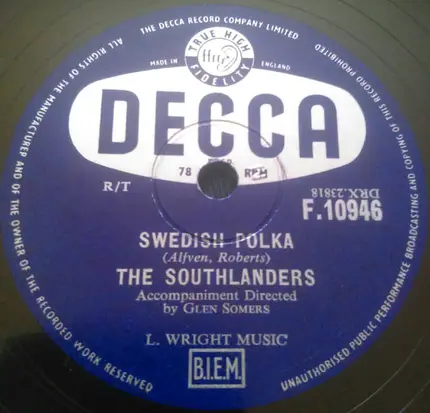 THE DECCA RECORD COMPANY LIMITED
ALL RIGHTS OF THE MANUFACTURER AND OF THE OWNER OF THE RECORDED WORK RESERVED
UNAUTHORISED PUBLIC PERFORMANCE BROADCASTING AND COPYING OF THIS RECORD PROHIBITED
TRUE HIGH
ffrr
FIDELITY
MADE IN ENGLAND
DECCA
78 RPM
R/T
DRX.23818
F.10946
SWEDISH POLKA
(Alfven, Roberts)
THE SOUTHLANDERS
Accompaniment Directed
by GLEN SOMERS
L. WRIGHT MUSIC
B.I.E.M.